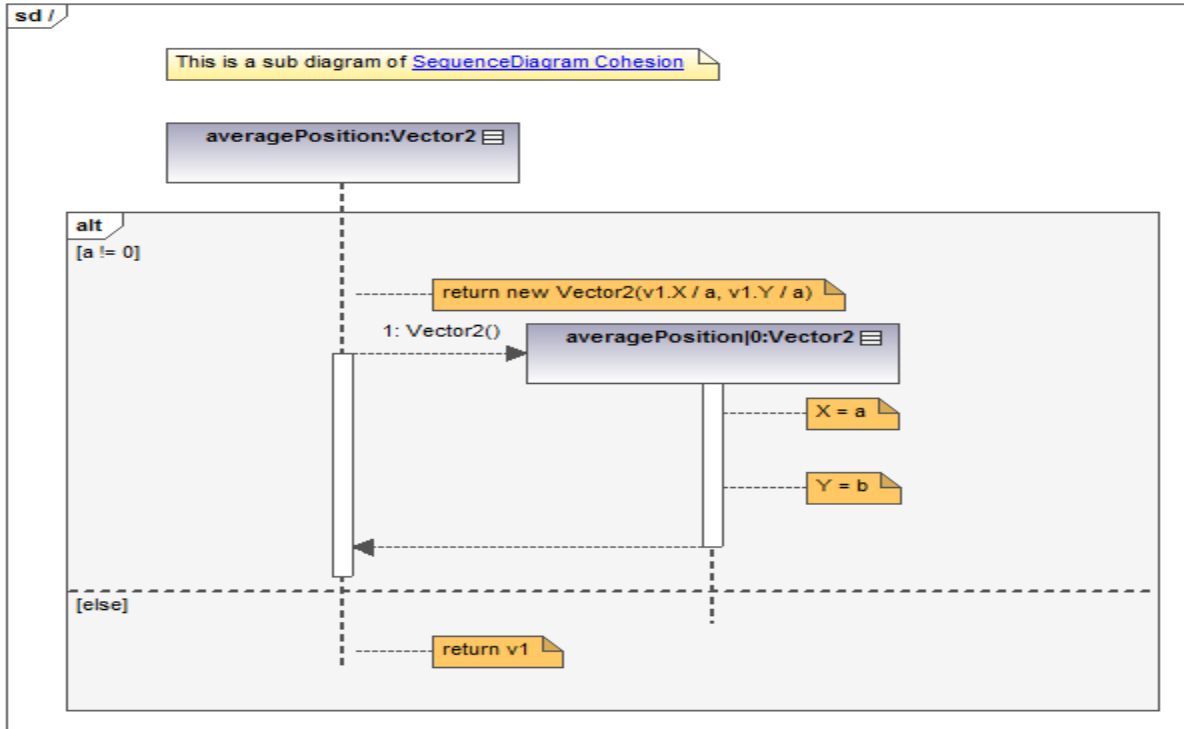 sd /
This is a sub diagram of SequenceDiagram Cohesion
averagePosition:Vector2
alt
[a != 0]
return new Vector2(v1.X / a, v1.Y / a)
1: Vector2()
averagePosition|0:Vector2
X = a
Y = b
[else]
return v1